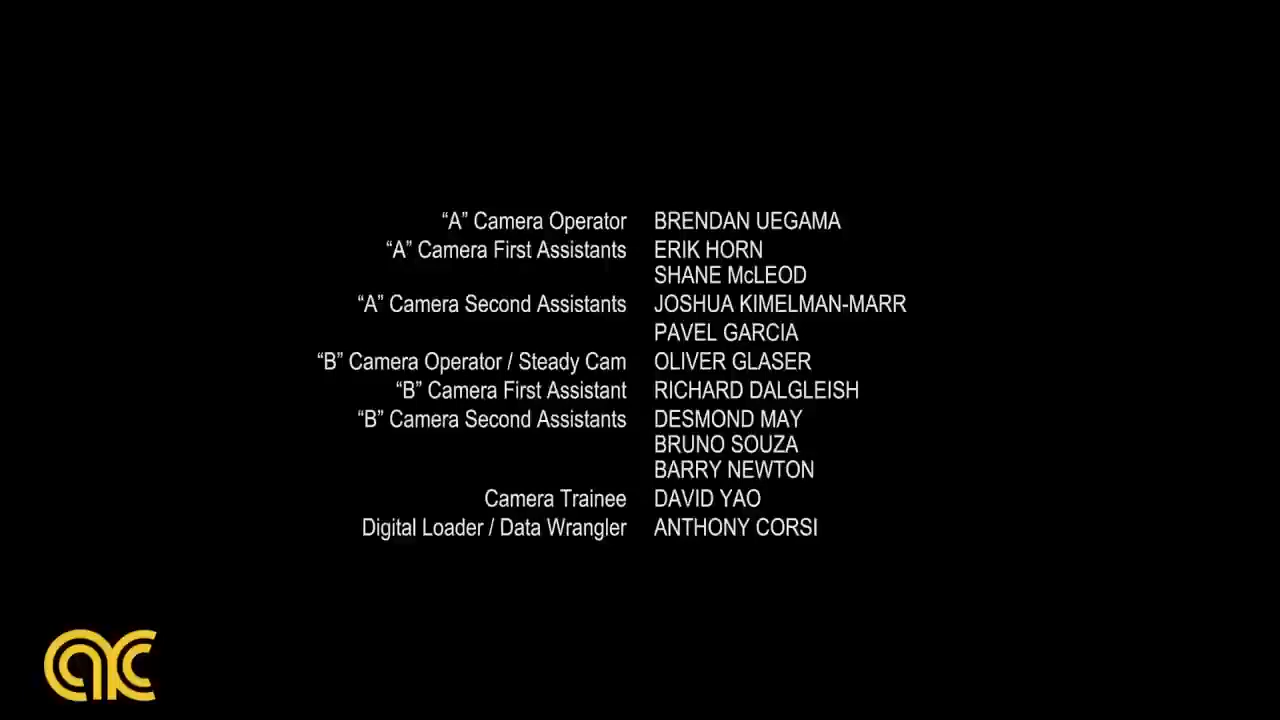 “A” Camera Operator BRENDAN UEGAMA
“A” Camera First Assistants ERIK HORN
SHANE McLEOD
“A” Camera Second Assistants JOSHUA KIMELMAN-MARR
PAVEL GARCIA
“B” Camera Operator / Steady Cam OLIVER GLASER
“B” Camera First Assistant RICHARD DALGLEISH
“B” Camera Second Assistants DESMOND MAY
BRUNO SOUZA
BARRY NEWTON
Camera Trainee DAVID YAO
Digital Loader / Data Wrangler ANTHONY CORSI